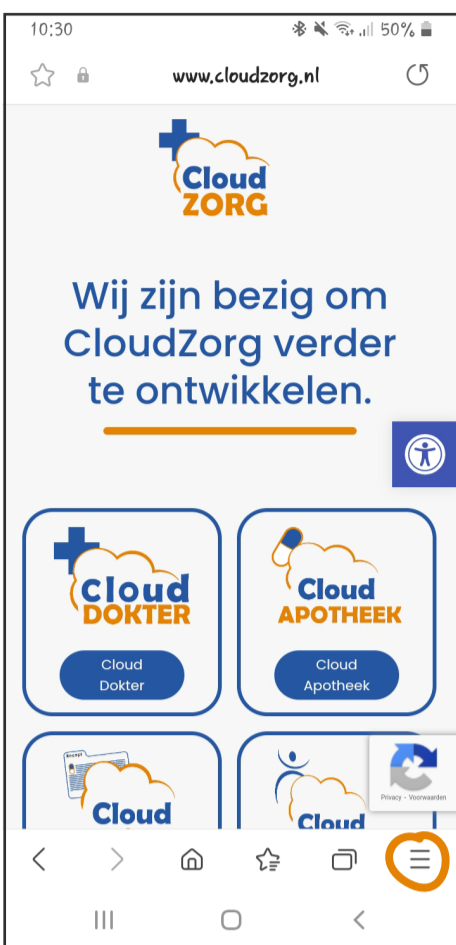 10:30 50%
www.cloudzorg.nl
Cloud
ZORG
Wij zijn bezig om
CloudZorg verder
te ontwikkelen.
Cloud
DOKTER
Cloud
Dokter
Cloud
APOTHEEK
Cloud
Apotheek
Recept
Cloud
Cloud
Privacy - Voorwaarden